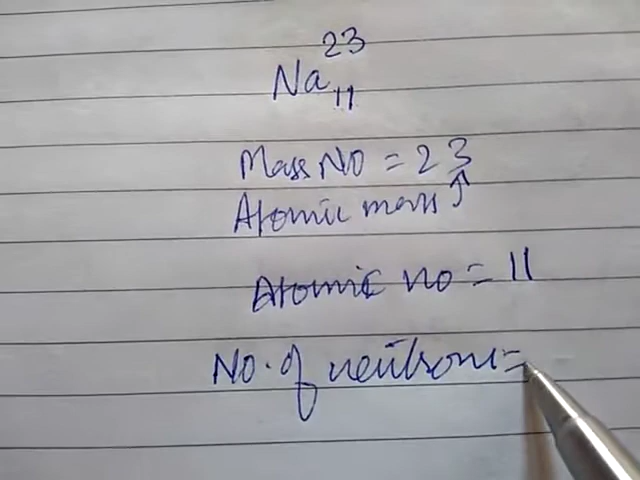 Na 23 11
Mass NO = 23
Atomic mass ↑
Atomic no = 11
No. of neutrons =